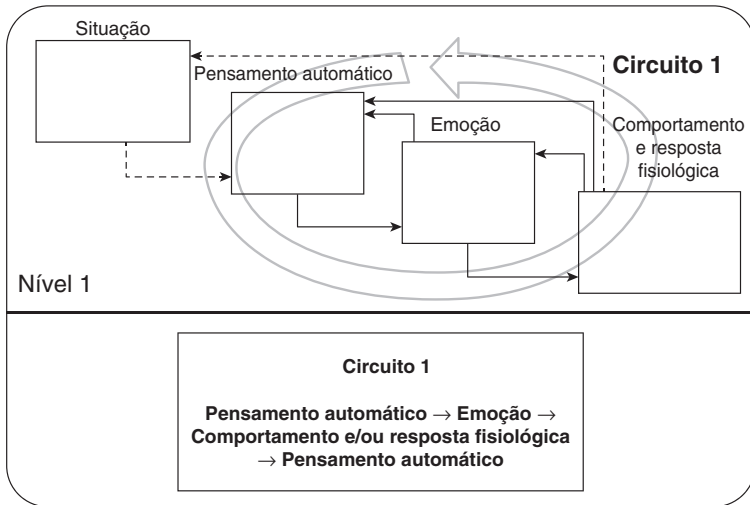 Situação
Pensamento automático
Circuito 1
Emoção
Comportamento
e resposta
fisiológica
Nível 1
Circuito 1
Pensamento automático → Emoção →
Comportamento e/ou resposta fisiológica
→ Pensamento automático